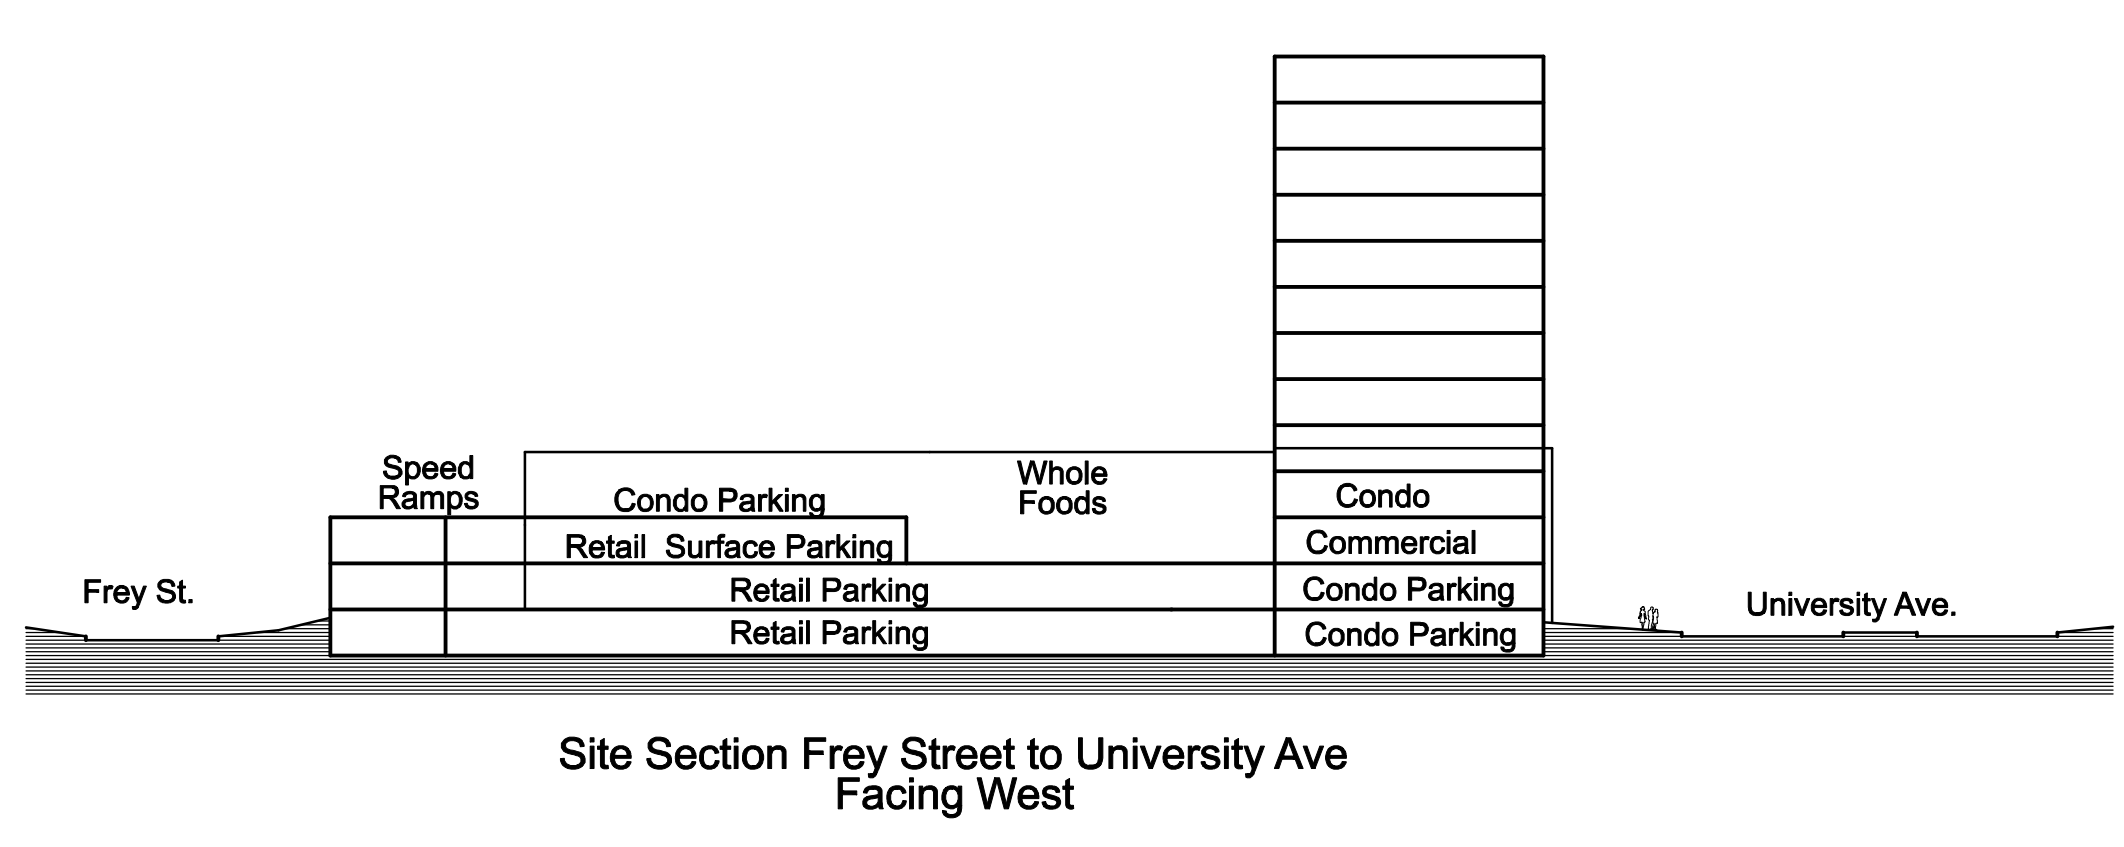 Speed
Ramps
Condo Parking
Whole
Foods
Condo
Retail Surface Parking
Commercial
Frey St.
Retail Parking
Condo Parking
University Ave.
Retail Parking
Condo Parking
Site Section Frey Street to University Ave
Facing West